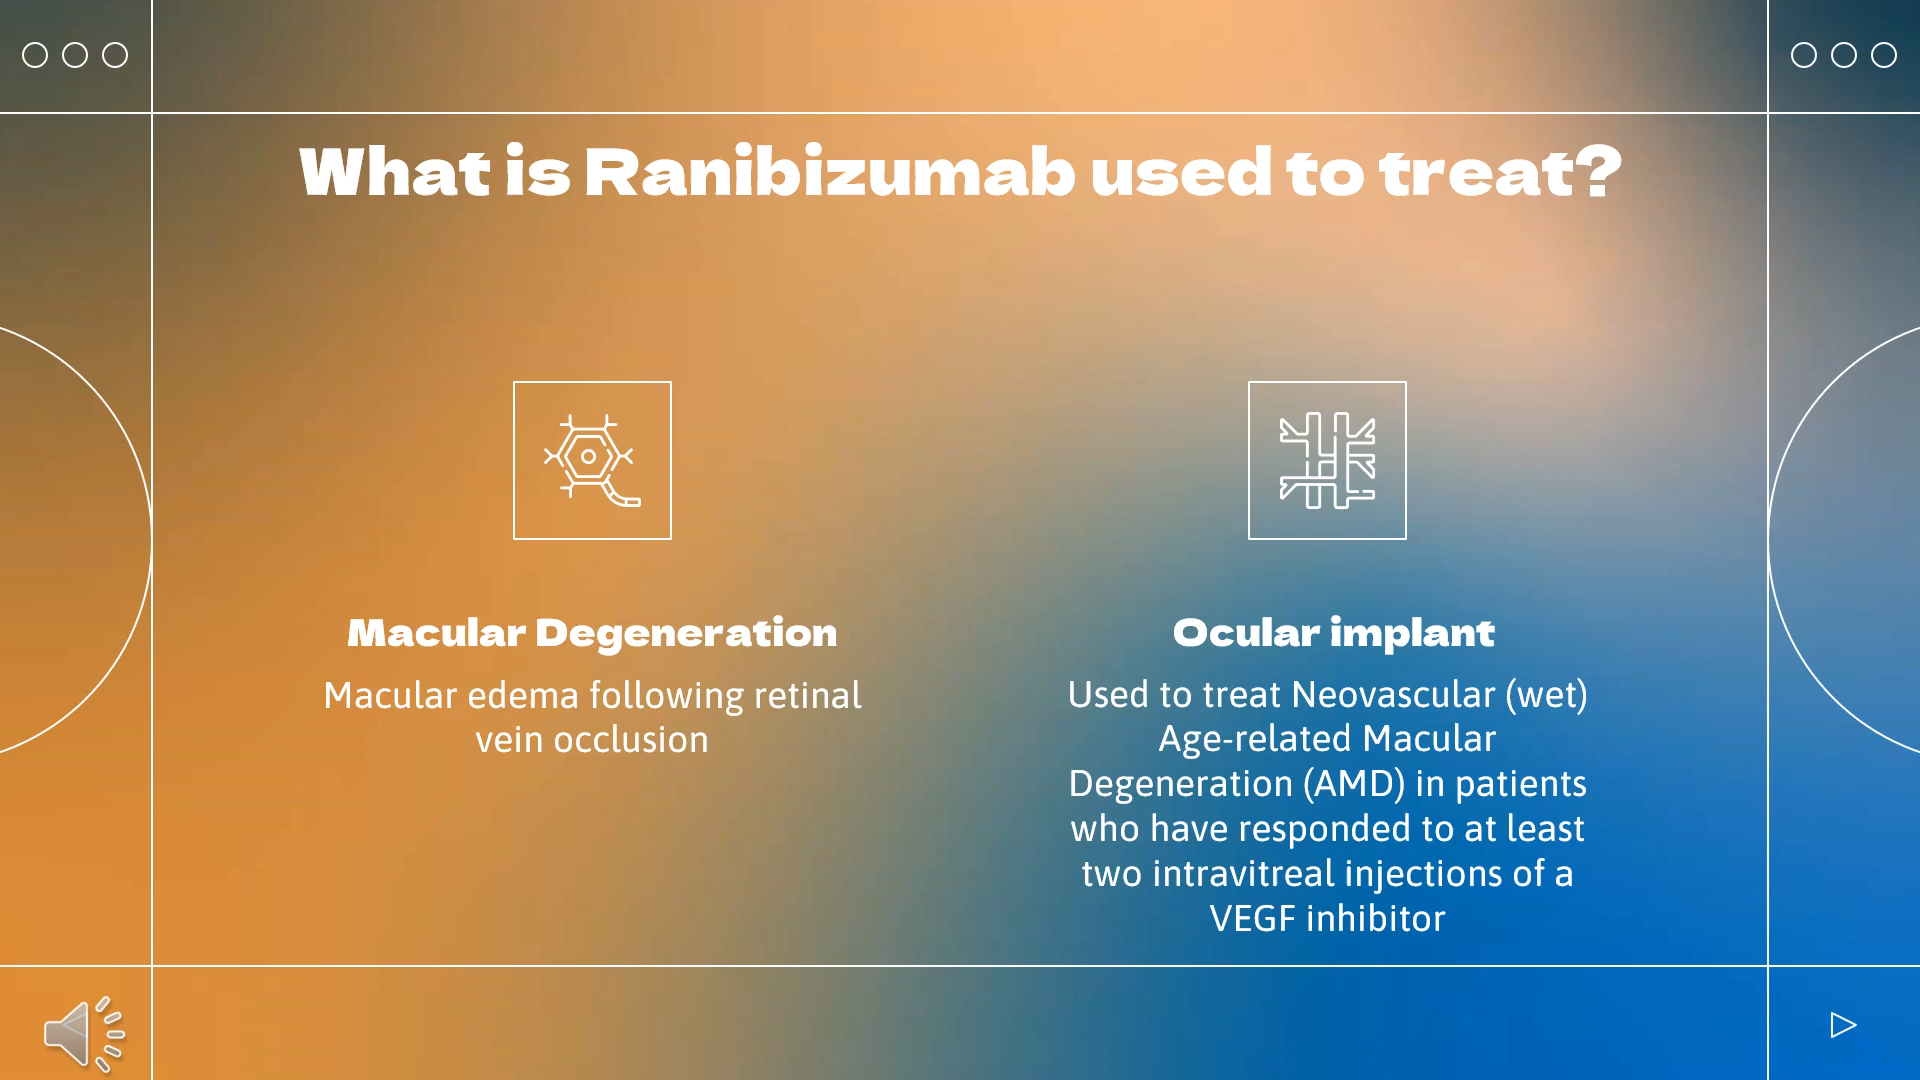 What is Ranibizumab used to treat?
Macular Degeneration
Macular edema following retinal
vein occlusion
Ocular implant
Used to treat Neovascular (wet)
Age-related Macular
Degeneration (AMD) in patients
who have responded to at least
two intravitreal injections of a
VEGF inhibitor